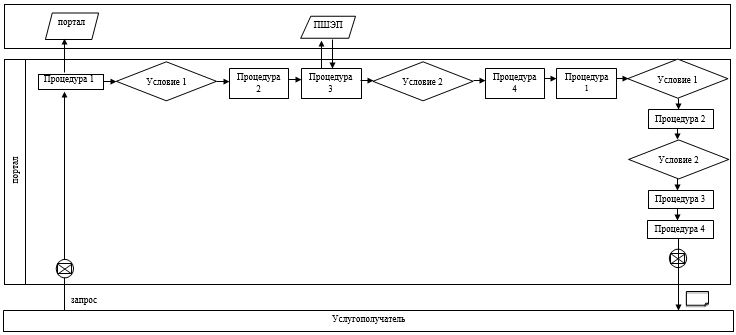 портал
ПШЭП
Процедура 1
Условие 1
Процедура
2
Процедура
3
Условие 2
Процедура
4
Процедура
1
Условие 1
Процедура 2
Условие 2
Процедура 3
Процедура 4
портал
запрос
Услугополучатель